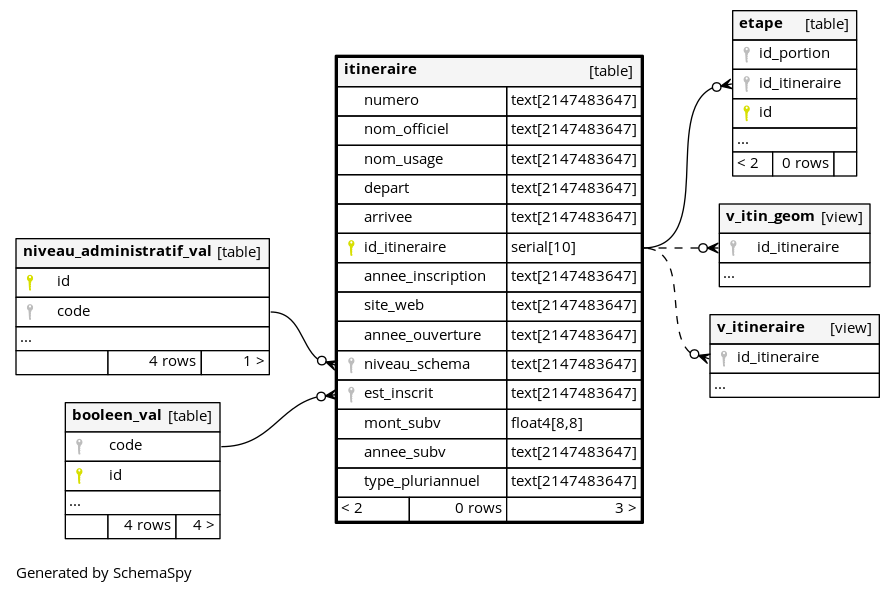 niveau_administratif_val [table]
id
code
...
4 rows 1 >
booleen_val [table]
code
id
...
4 rows 4 >
itineraire [table]
numero text[2147483647]
nom_officiel text[2147483647]
nom_usage text[2147483647]
depart text[2147483647]
arrivee text[2147483647]
id_itineraire serial[10]
annee_inscription text[2147483647]
site_web text[2147483647]
annee_ouverture text[2147483647]
niveau_schema text[2147483647]
est_inscrit text[2147483647]
mont_subv float4[8,8]
annee_subv text[2147483647]
type_pluriannuel text[2147483647]
< 2 0 rows 3 >
etape [table]
id_portion
id_itineraire
id
...
< 2 0 rows
v_itin_geom [view]
id_itineraire
...
v_itineraire [view]
id_itineraire
...
Generated by SchemaSpy